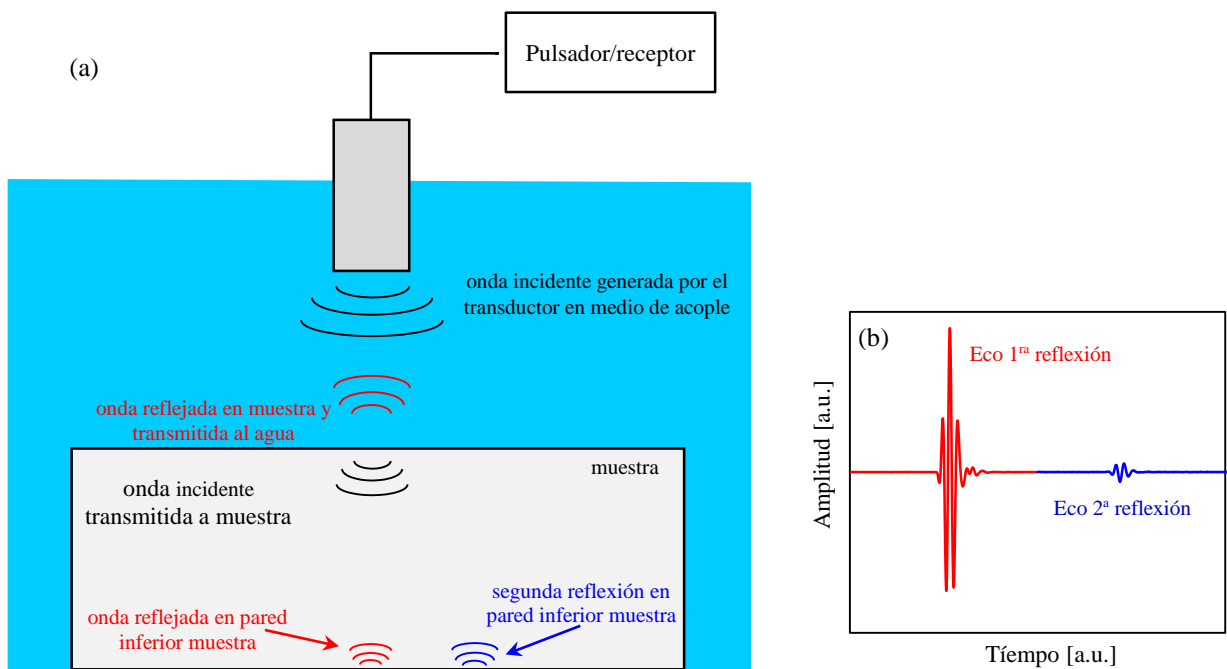 (a)
Pulsador/receptor
onda incidente generada por el
transductor en medio de acople
onda reflejada en muestra y
transmitida al agua
muestra
onda incidente
transmitida a muestra
onda reflejada en pared
inferior muestra
segunda reflexión en
pared inferior muestra
(b)
Eco 1ʳᵃ reflexión
Eco 2ª reflexión
Amplitud [a.u.]
Tíempo [a.u.]